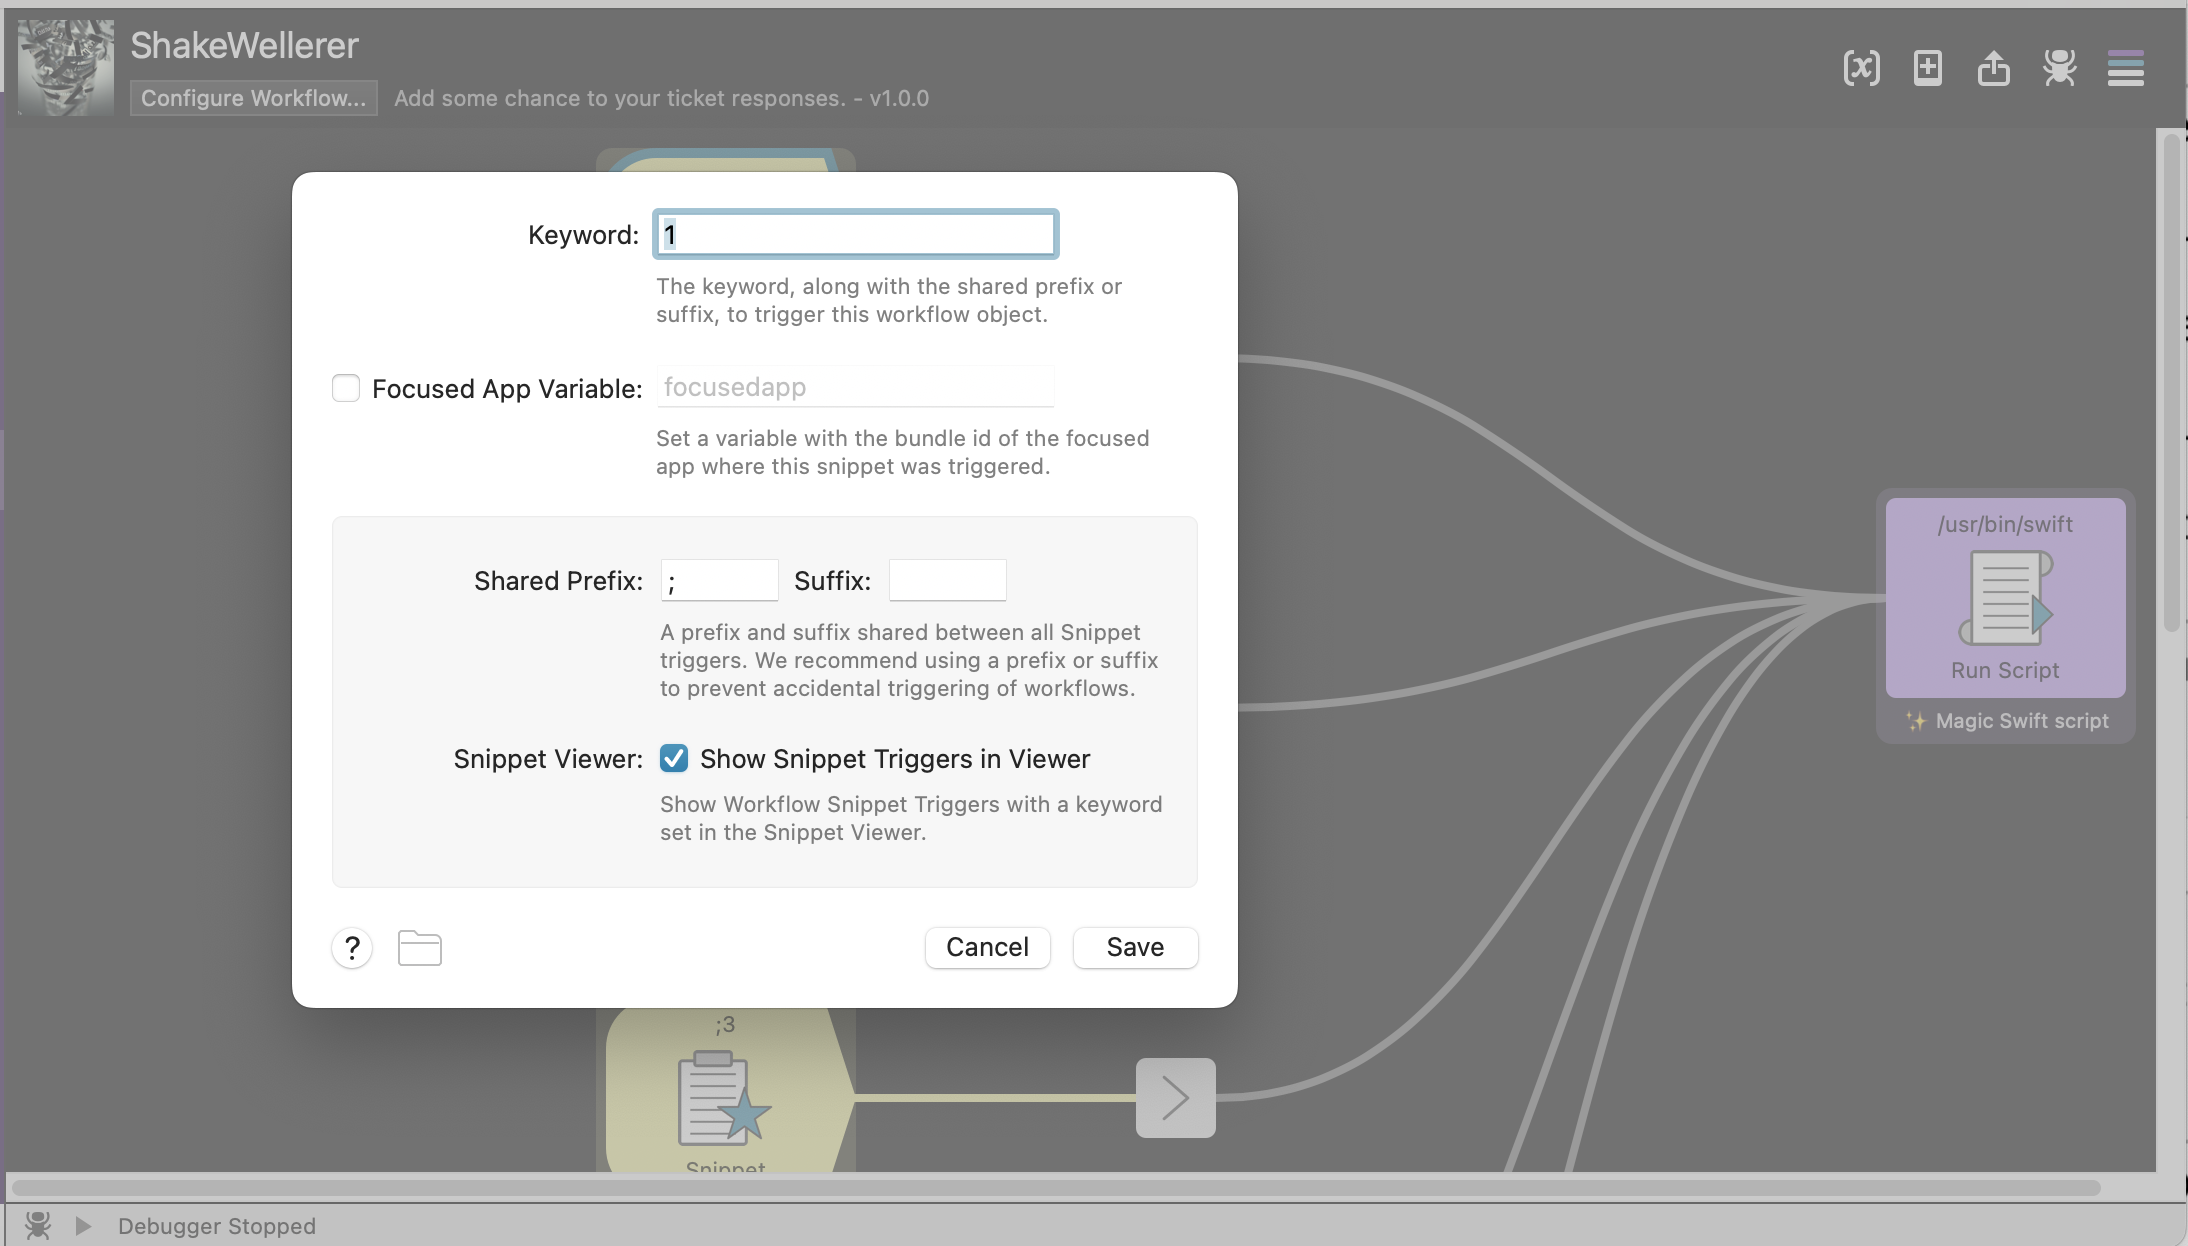 ShakeWellerer
Configure Workflow...
Add some chance to your ticket responses. - v1.0.0
Keyword: 1
The keyword, along with the shared prefix or
suffix, to trigger this workflow object.
Focused App Variable: focusedapp
Set a variable with the bundle id of the focused
app where this snippet was triggered.
Shared Prefix: ; Suffix:
A prefix and suffix shared between all Snippet
triggers. We recommend using a prefix or suffix
to prevent accidental triggering of workflows.
Snippet Viewer: Show Snippet Triggers in Viewer
Show Workflow Snippet Triggers with a keyword
set in the Snippet Viewer.
?
Cancel
Save
/usr/bin/swift
Run Script
✨ Magic Swift script
;3
Snippet
Debugger Stopped